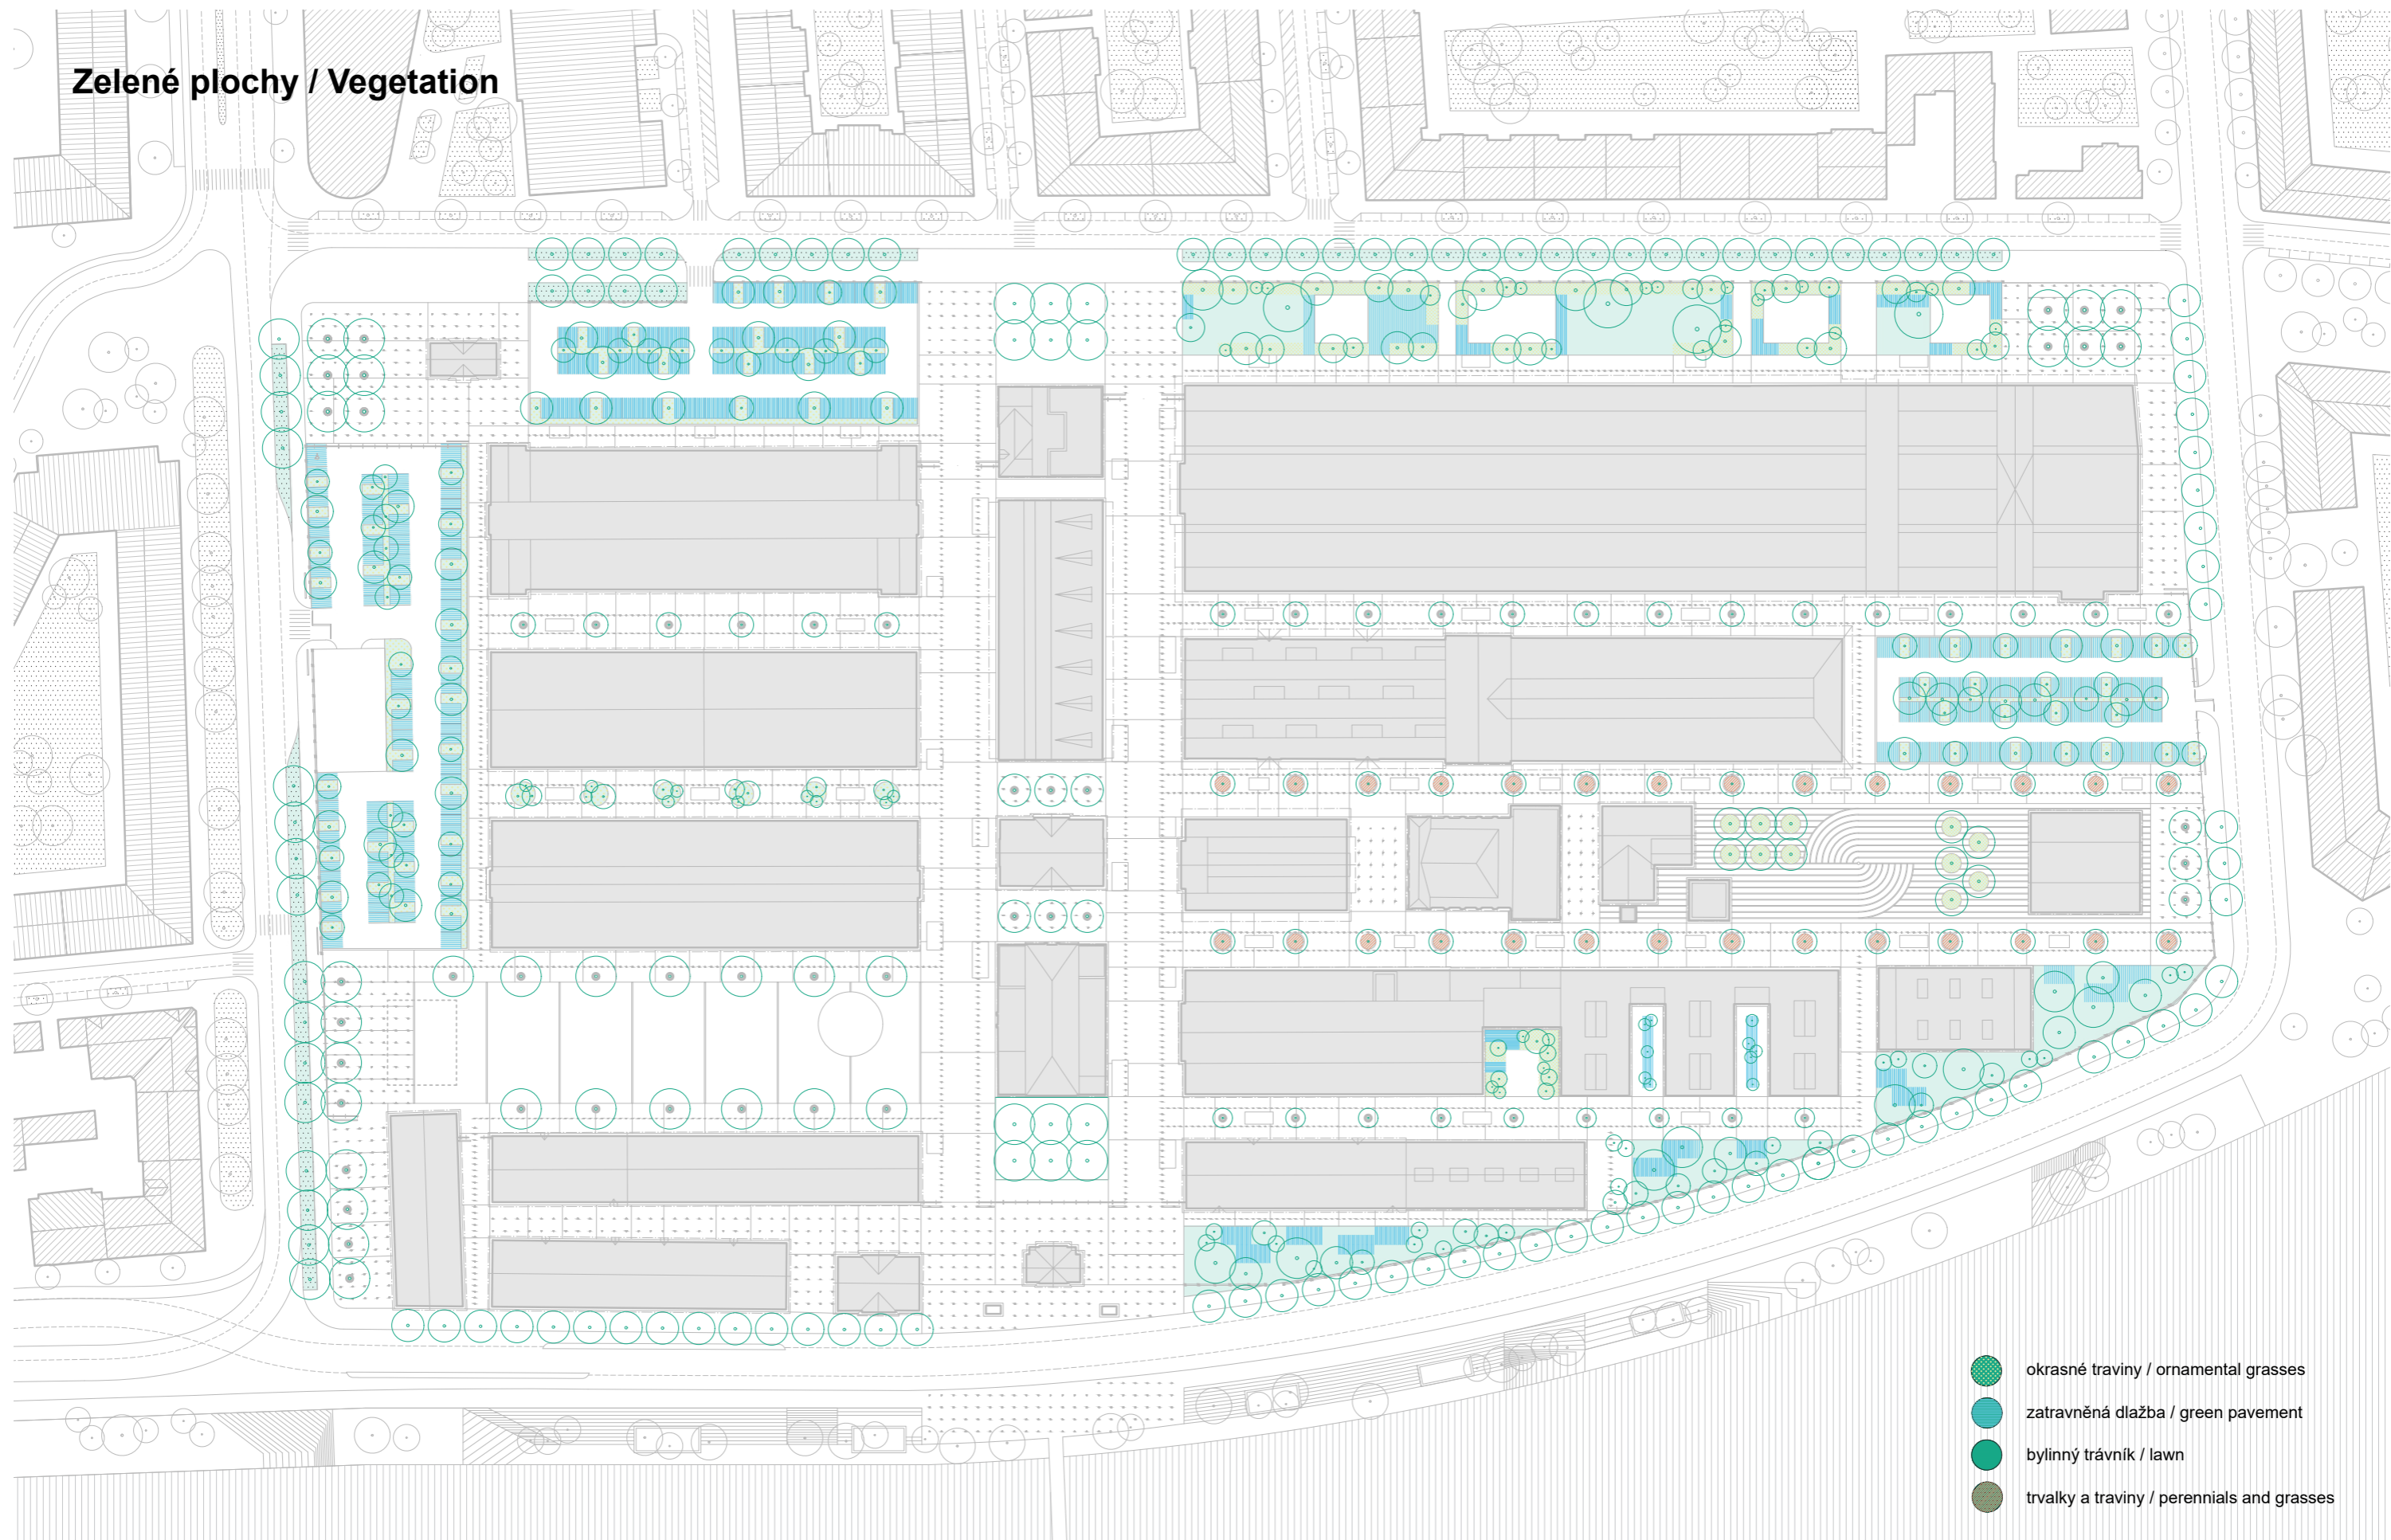 Zelené plochy / Vegetation
okrasné traviny / ornamental grasses
zatravněná dlažba / green pavement
bylinný trávník / lawn
trvalky a traviny / perennials and grasses